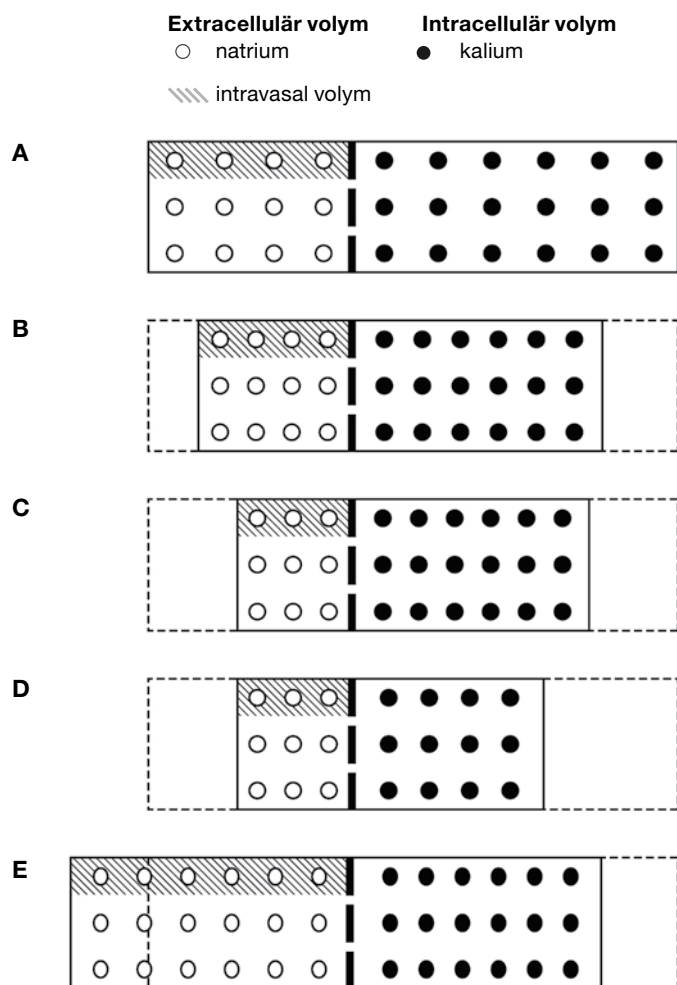 Extracellulär volym Intracellulär volym
natrium kalium
intravasal volym
A
B
C
D
E